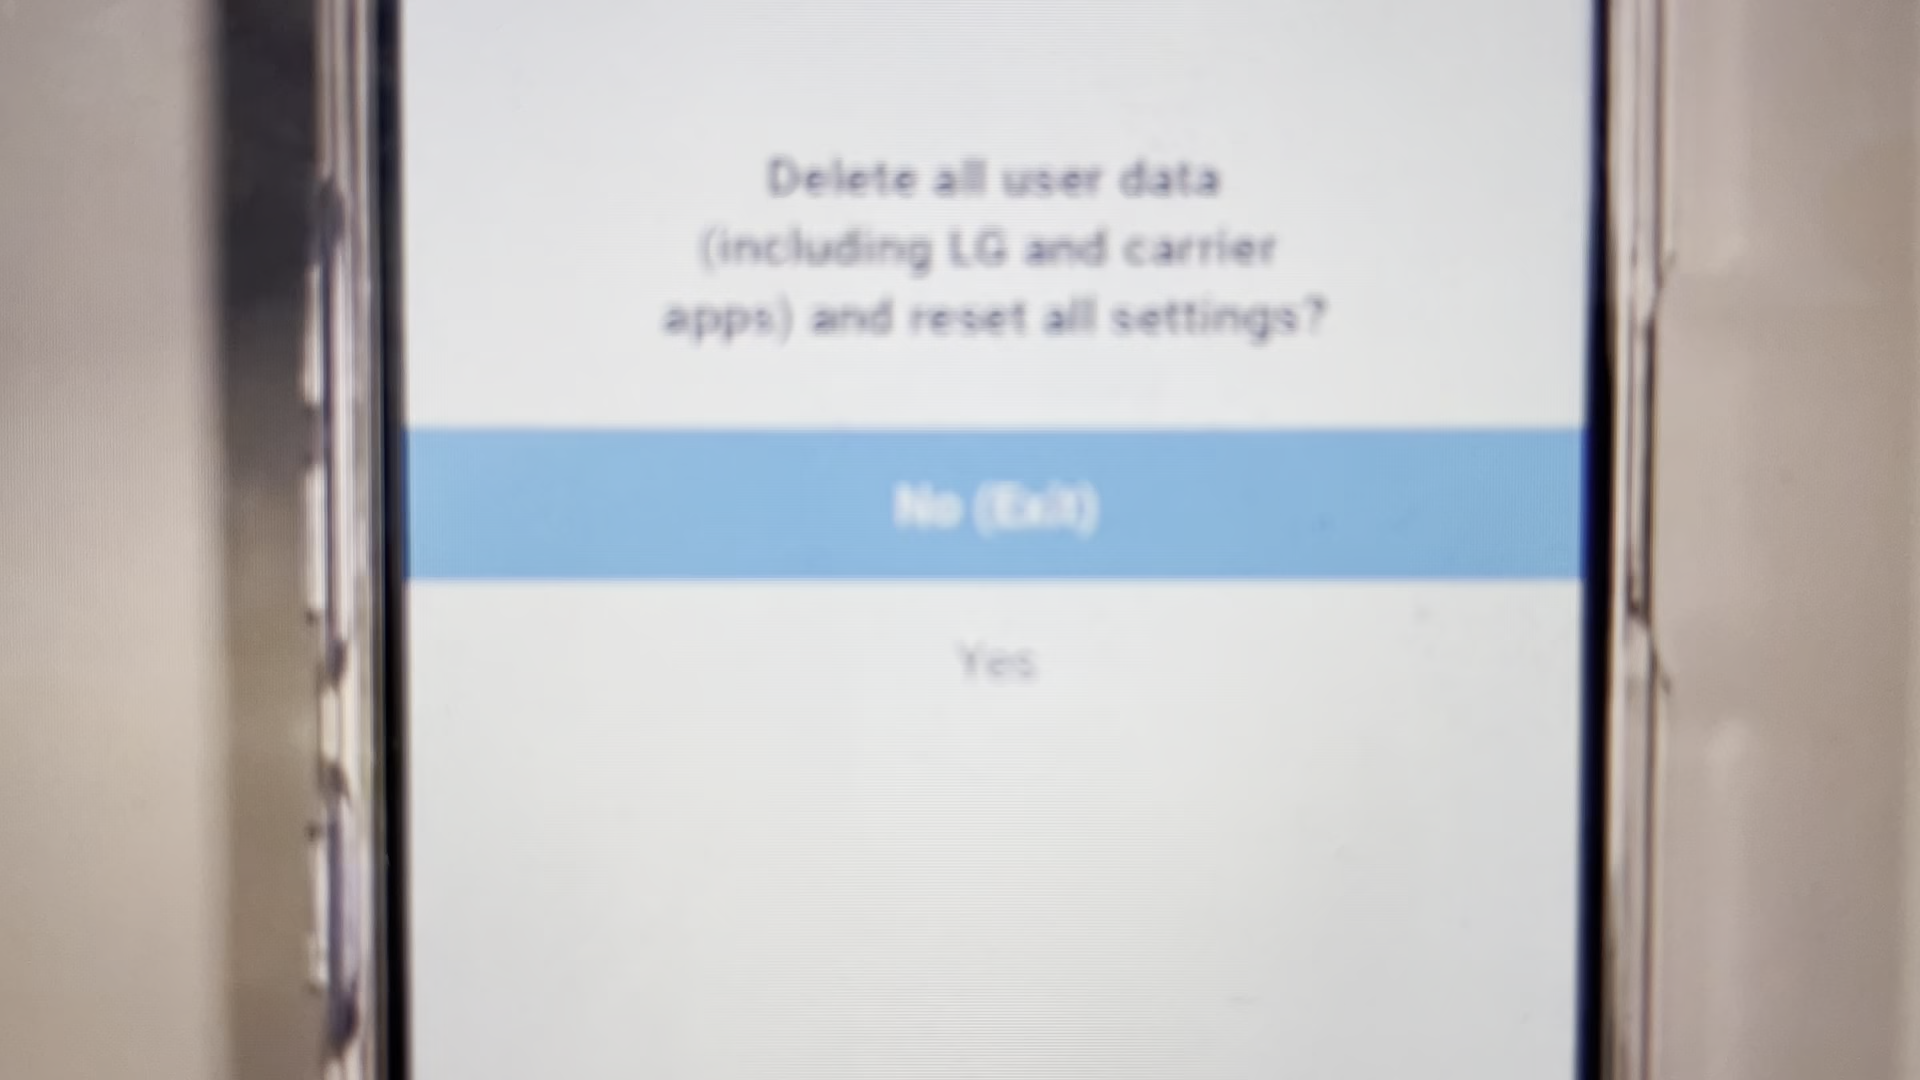 Delete all user data
(including LG and carrier
apps) and reset all settings?
No (Exit)
Yes